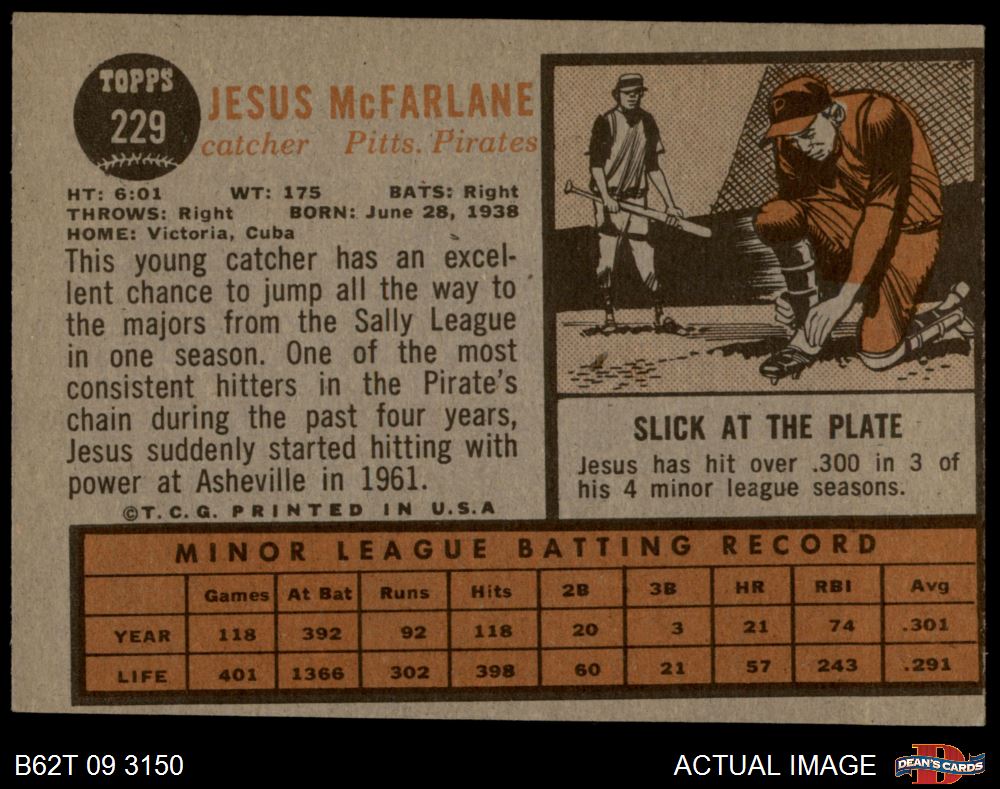 TOPPS
229
JESUS McFARLANE
catcher Pitts. Pirates
HT: 6:01 WT: 175 BATS: Right
THROWS: Right BORN: June 28, 1938
HOME: Victoria, Cuba
This young catcher has an excel-
lent chance to jump all the way to
the majors from the Sally League
in one season. One of the most
consistent hitters in the Pirate's
chain during the past four years,
Jesus suddenly started hitting with
power at Asheville in 1961.
©T.C.G. PRINTED IN U.S.A
P
SLICK AT THE PLATE
Jesus has hit over .300 in 3 of
his 4 minor league seasons.
MINOR LEAGUE BATTING RECORD
Games At Bat Runs Hits 2B 3B HR RBI Avg
YEAR 118 392 92 118 20 3 21 74 .301
LIFE 401 1366 302 398 60 21 57 243 .291
B62T 09 3150 ACTUAL IMAGE
D
DEAN'S CARDS